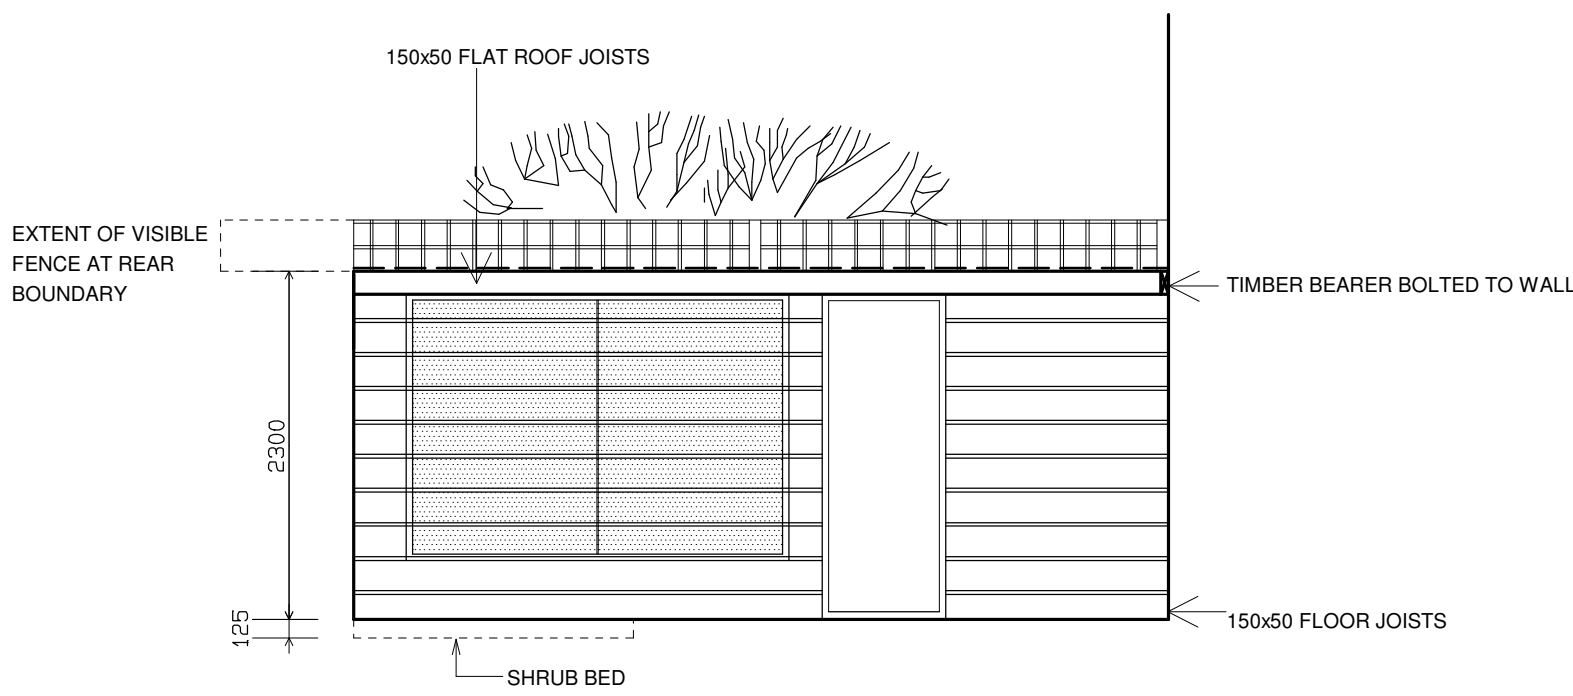 150x50 FLAT ROOF JOISTS
EXTENT OF VISIBLE
FENCE AT REAR
BOUNDARY
TIMBER BEARER BOLTED TO WALL
2300
125
150x50 FLOOR JOISTS
SHRUB BED